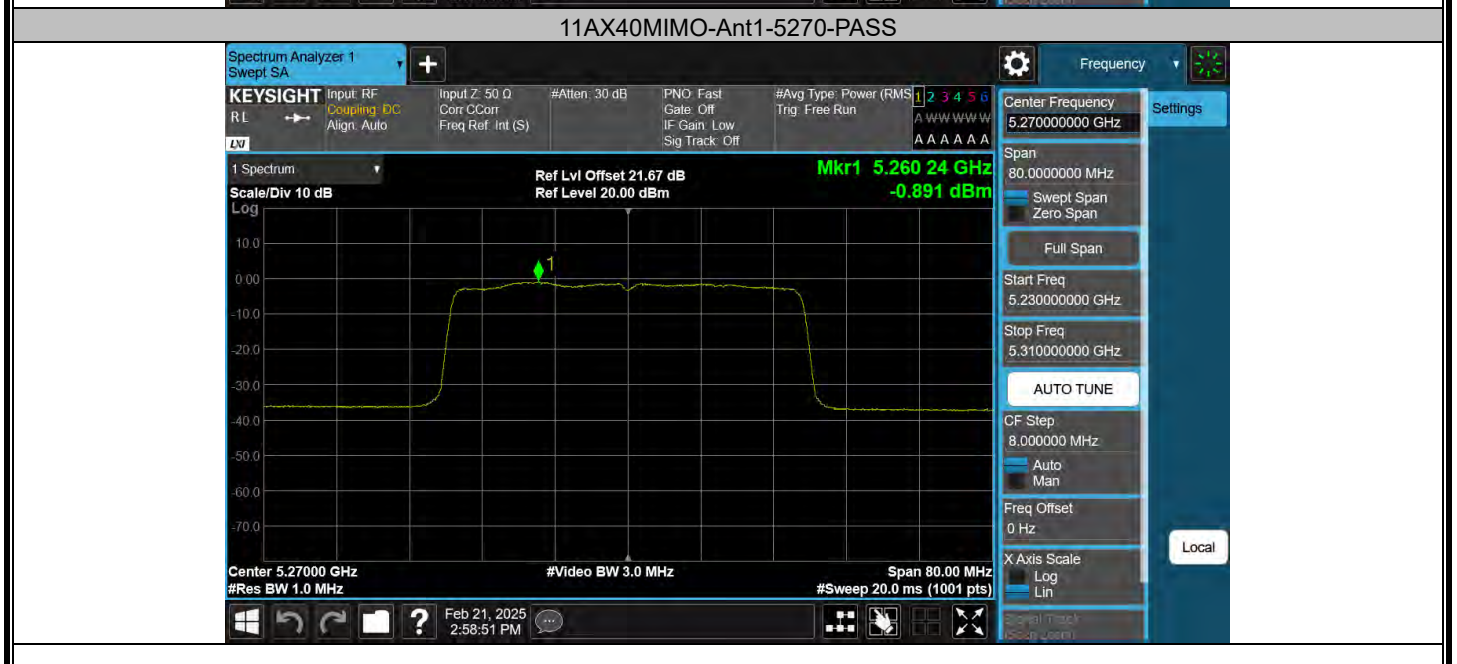 11AX40MIMO-Ant1-5270-PASS
Spectrum Analyzer 1
Swept SA
+
Frequency
KEYSIGHT
RL
LXI
Input: RF
Coupling: DC
Align: Auto
Input Z: 50 Ω
Corr CCorr
Freq Ref: Int (S)
#Atten: 30 dB
PNO: Fast
Gate: Off
IF Gain: Low
Sig Track: Off
#Avg Type: Power (RMS
Trig: Free Run
1 2 3 4 5 6
A W W W W W
A A A A A A
Center Frequency
5.270000000 GHz
Settings
1 Spectrum
Scale/Div 10 dB
Ref Lvl Offset 21.67 dB
Ref Level 20.00 dBm
Mkr1 5.260 24 GHz
-0.891 dBm
Span
80.0000000 MHz
Swept Span
Zero Span
Full Span
Start Freq
5.230000000 GHz
Stop Freq
5.310000000 GHz
AUTO TUNE
CF Step
8.000000 MHz
Auto
Man
Freq Offset
0 Hz
X Axis Scale
Log
Lin
Local
Log
10.0
0.00
-10.0
-20.0
-30.0
-40.0
-50.0
-60.0
-70.0
1
Center 5.27000 GHz
#Res BW 1.0 MHz
#Video BW 3.0 MHz
Span 80.00 MHz
#Sweep 20.0 ms (1001 pts)
?
Feb 21, 2025
2:58:51 PM
Signal Track